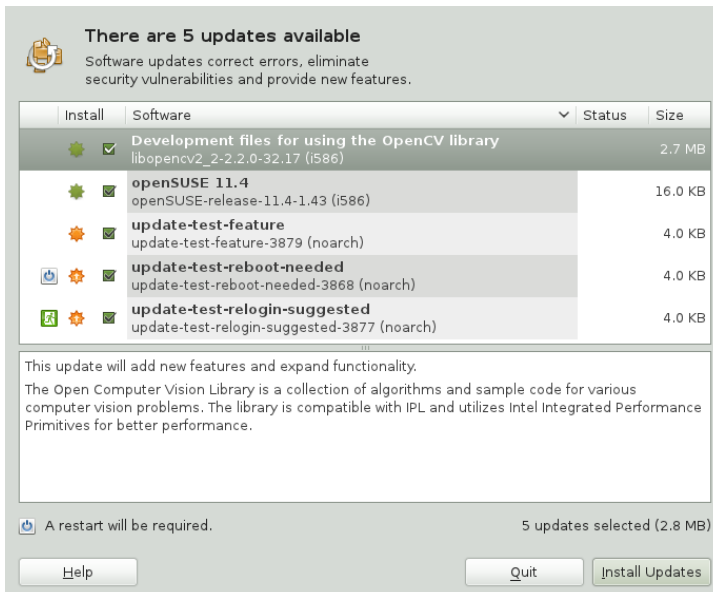 There are 5 updates available
Software updates correct errors, eliminate
security vulnerabilities and provide new features.
Install Software Status Size
Development files for using the OpenCV library
libopencv2_2-2.2.0-32.17 (i586) 2.7 MB
openSUSE 11.4
openSUSE-release-11.4-1.43 (i586) 16.0 KB
update-test-feature
update-test-feature-3879 (noarch) 4.0 KB
update-test-reboot-needed
update-test-reboot-needed-3868 (noarch) 4.0 KB
update-test-relogin-suggested
update-test-relogin-suggested-3877 (noarch) 4.0 KB
This update will add new features and expand functionality.
The Open Computer Vision Library is a collection of algorithms and sample code for various
computer vision problems. The library is compatible with IPL and utilizes Intel Integrated Performance
Primitives for better performance.
A restart will be required. 5 updates selected (2.8 MB)
Help Quit Install Updates